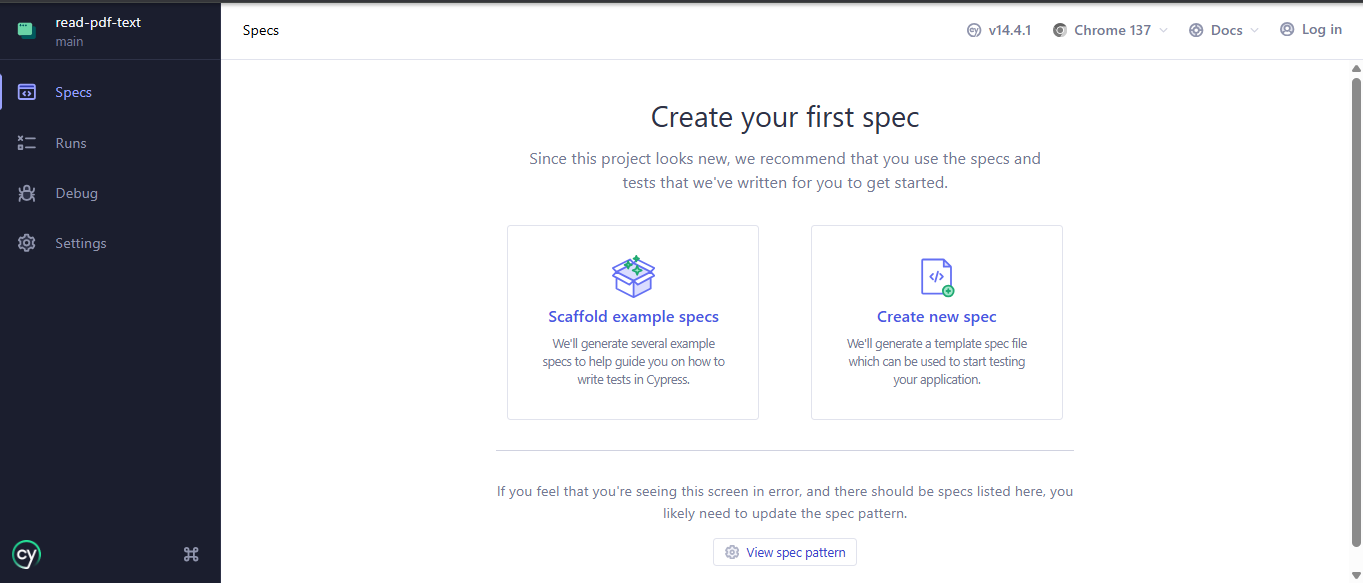 read-pdf-text
main
Specs
Runs
Debug
Settings
cy
Specs
v14.4.1
Chrome 137
Docs
Log in
Create your first spec
Since this project looks new, we recommend that you use the specs and
tests that we've written for you to get started.
Scaffold example specs
We'll generate several example
specs to help guide you on how to
write tests in Cypress.
Create new spec
We'll generate a template spec file
which can be used to start testing
your application.
If you feel that you're seeing this screen in error, and there should be specs listed here, you
likely need to update the spec pattern.
View spec pattern